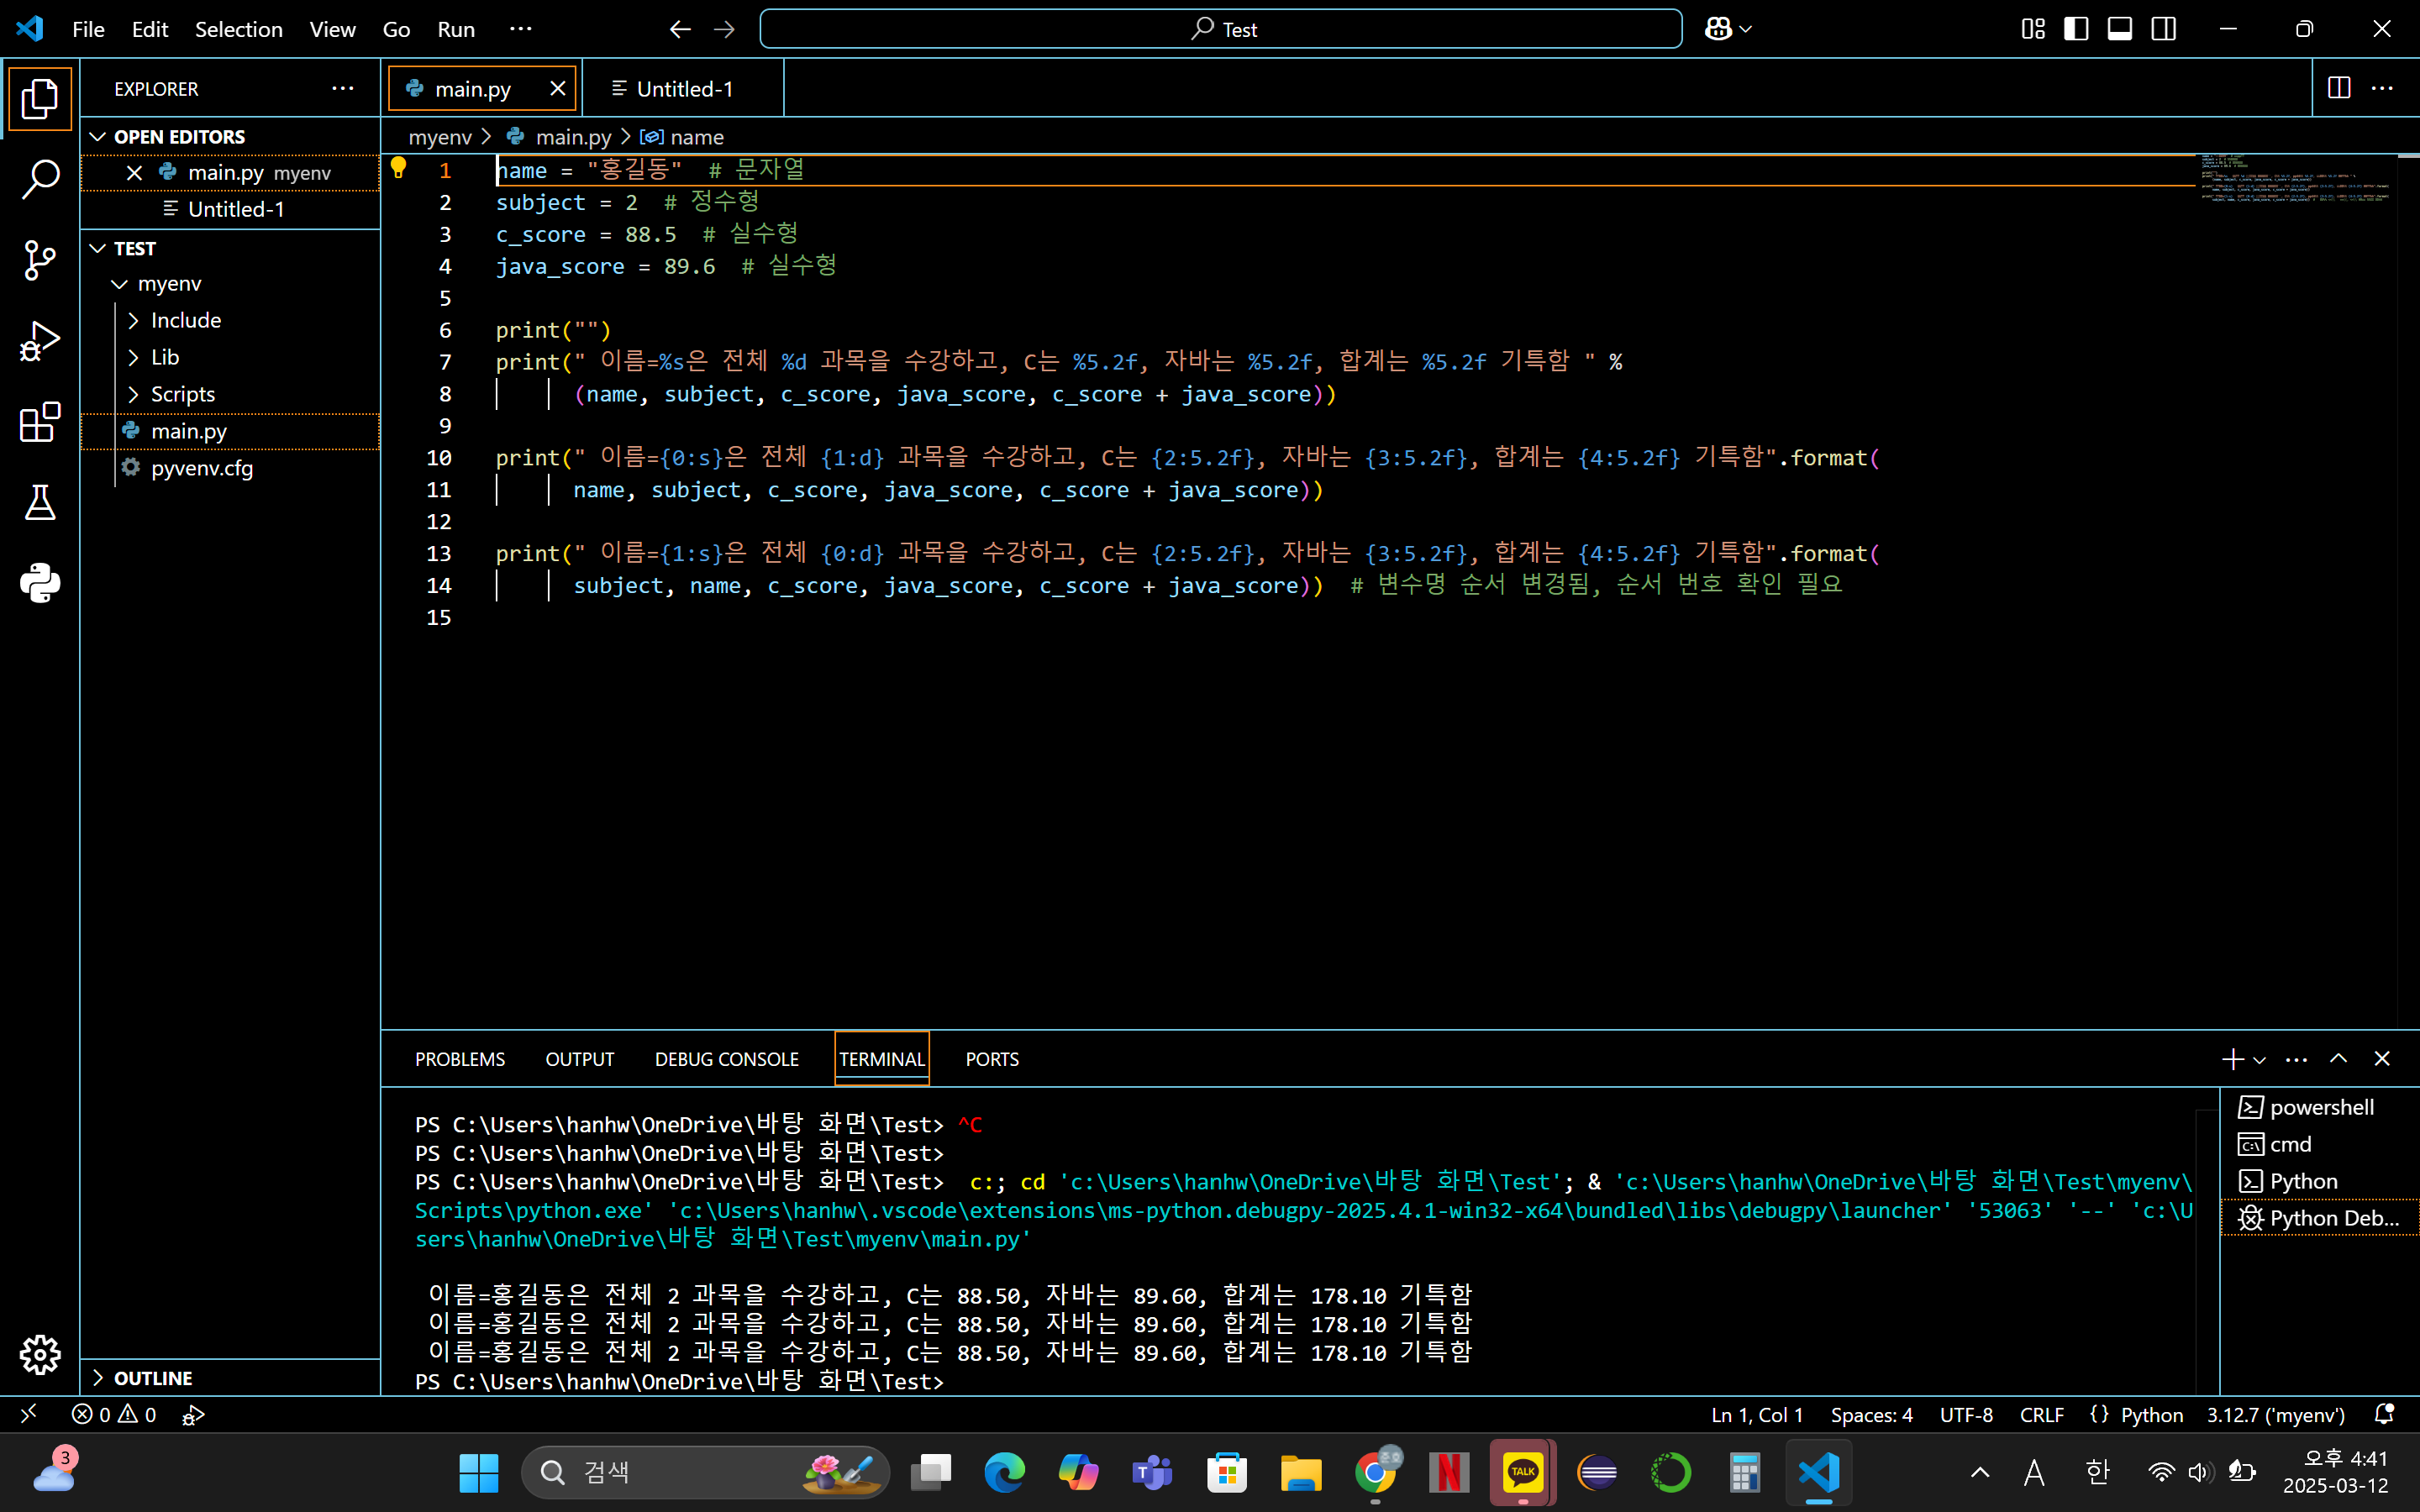 File Edit Selection View Go Run ··· Test
EXPLORER ···
OPEN EDITORS
main.py myenv
Untitled-1
TEST
myenv
Include
Lib
Scripts
main.py
pyvenv.cfg
OUTLINE
main.py Untitled-1
myenv > main.py > name
1 name = "홍길동"  # 문자열
2 subject = 2  # 정수형
3 c_score = 88.5  # 실수형
4 java_score = 89.6  # 실수형
5
6 print("")
7 print(" 이름=%s은 전체 %d 과목을 수강하고, C는 %5.2f, 자바는 %5.2f, 합계는 %5.2f 기특함 " %
8       (name, subject, c_score, java_score, c_score + java_score))
9
10 print(" 이름={0:s}은 전체 {1:d} 과목을 수강하고, C는 {2:5.2f}, 자바는 {3:5.2f}, 합계는 {4:5.2f} 기특함".format(
11       name, subject, c_score, java_score, c_score + java_score))
12
13 print(" 이름={1:s}은 전체 {0:d} 과목을 수강하고, C는 {2:5.2f}, 자바는 {3:5.2f}, 합계는 {4:5.2f} 기특함".format(
14       subject, name, c_score, java_score, c_score + java_score))  # 변수명 순서 변경됨, 순서 번호 확인 필요
15
PROBLEMS OUTPUT DEBUG CONSOLE TERMINAL PORTS
PS C:\Users\hanhw\OneDrive\바탕 화면\Test> ^C
PS C:\Users\hanhw\OneDrive\바탕 화면\Test>
PS C:\Users\hanhw\OneDrive\바탕 화면\Test>  c:; cd 'c:\Users\hanhw\OneDrive\바탕 화면\Test'; & 'c:\Users\hanhw\OneDrive\바탕 화면\Test\myenv\
Scripts\python.exe' 'c:\Users\hanhw\.vscode\extensions\ms-python.debugpy-2025.4.1-win32-x64\bundled\libs\debugpy\launcher' '53063' '--' 'c:\U
sers\hanhw\OneDrive\바탕 화면\Test\myenv\main.py'
이름=홍길동은 전체 2 과목을 수강하고, C는 88.50, 자바는 89.60, 합계는 178.10 기특함
이름=홍길동은 전체 2 과목을 수강하고, C는 88.50, 자바는 89.60, 합계는 178.10 기특함
이름=홍길동은 전체 2 과목을 수강하고, C는 88.50, 자바는 89.60, 합계는 178.10 기특함
PS C:\Users\hanhw\OneDrive\바탕 화면\Test>
powershell
cmd
Python
Python Deb...
0 0 Ln 1, Col 1 Spaces: 4 UTF-8 CRLF {} Python 3.12.7 ('myenv')
3 검색 T N TALK A 한 오후 4:41
2025-03-12